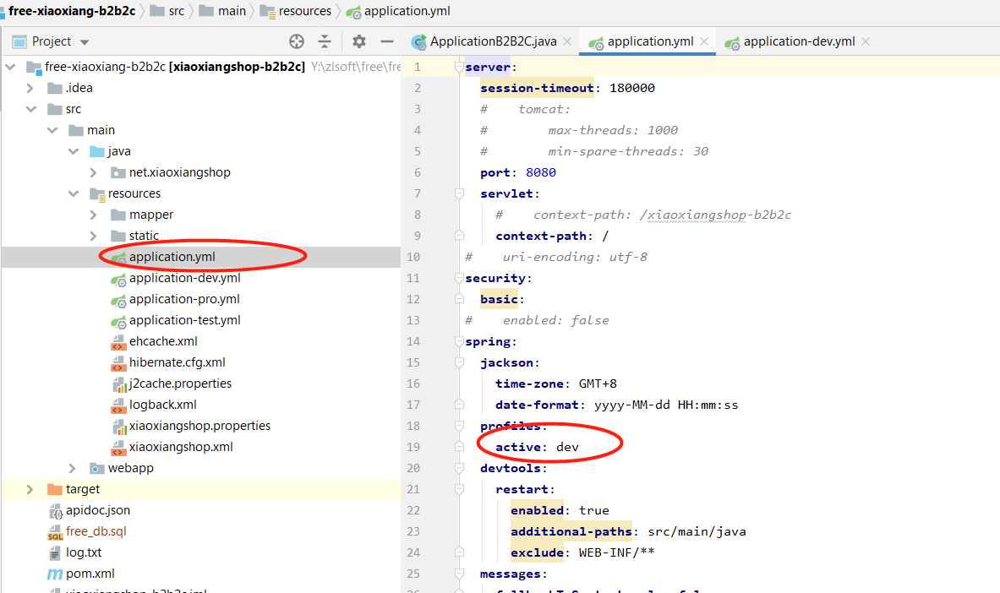 free-xiaoxiang-b2b2c src main resources application.yml
Project
ApplicationB2B2C.java application.yml application-dev.yml
free-xiaoxiang-b2b2c [xiaoxiangshop-b2b2c] Y:\zlsoft\free\fre
.idea
src
main
java
net.xiaoxiangshop
resources
mapper
static
application.yml
application-dev.yml
application-pro.yml
application-test.yml
ehcache.xml
hibernate.cfg.xml
j2cache.properties
logback.xml
xiaoxiangshop.properties
xiaoxiangshop.xml
webapp
target
apidoc.json
free_db.sql
log.txt
pom.xml
1 server:
2 session-timeout: 180000
3 # tomcat:
4 # max-threads: 1000
5 # min-spare-threads: 30
6 port: 8080
7 servlet:
8 # context-path: /xiaoxiangshop-b2b2c
9 context-path: /
10 # uri-encoding: utf-8
11 security:
12 basic:
13 # enabled: false
14 spring:
15 jackson:
16 time-zone: GMT+8
17 date-format: yyyy-MM-dd HH:mm:ss
18 profiles:
19 active: dev
20 devtools:
21 restart:
22 enabled: true
23 additional-paths: src/main/java
24 exclude: WEB-INF/**
25 messages: